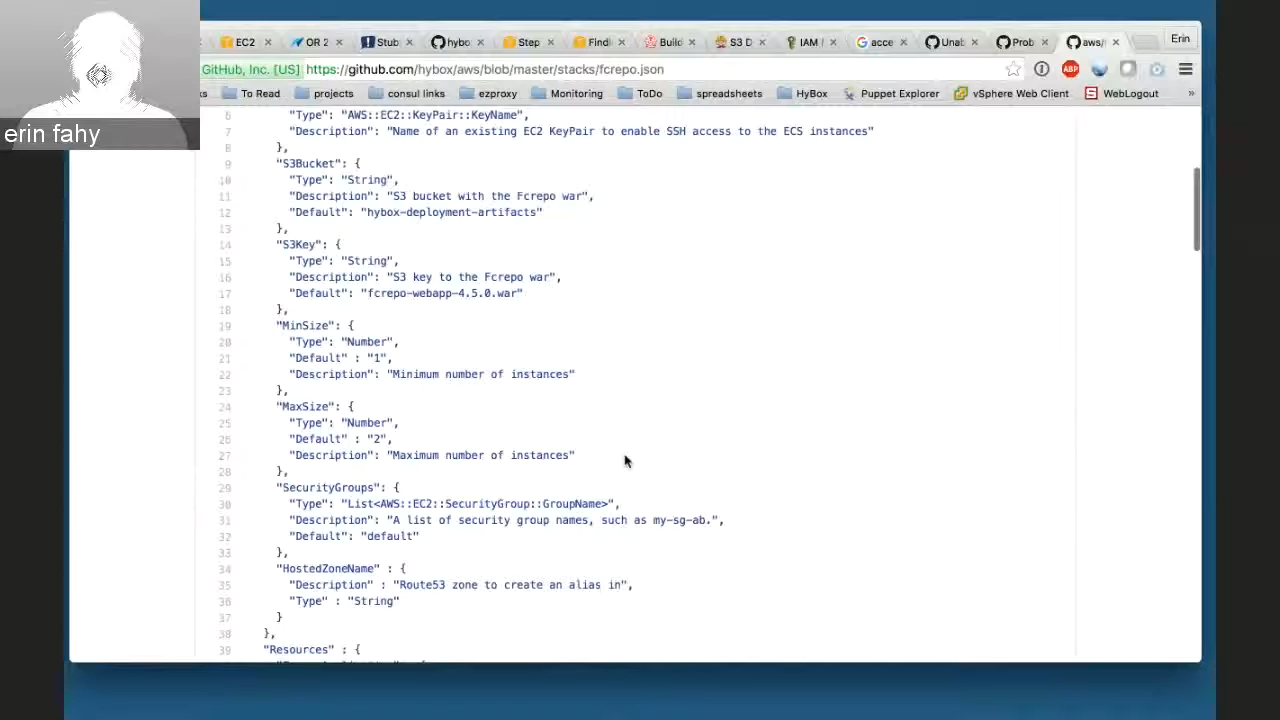 EC2
OR 2
Stub
hybo
Step
Findi
Build
S3 D
IAM
acce
Unab
Prob
aws/
Erin
GitHub, Inc. [US] https://github.com/hybox/aws/blob/master/stacks/fcrepo.json
ks
To Read
projects
consul links
ezproxy
Monitoring
ToDo
spreadsheets
HyBox
Puppet Explorer
vSphere Web Client
WebLogout
»
erin fahy
6 "Type": "AWS::EC2::KeyPair::KeyName",
7 "Description": "Name of an existing EC2 KeyPair to enable SSH access to the ECS instances"
8 },
9 "S3Bucket": {
10 "Type": "String",
11 "Description": "S3 bucket with the Fcrepo war",
12 "Default": "hybox-deployment-artifacts"
13 },
14 "S3Key": {
15 "Type": "String",
16 "Description": "S3 key to the Fcrepo war",
17 "Default": "fcrepo-webapp-4.5.0.war"
18 },
19 "MinSize": {
20 "Type": "Number",
21 "Default" : "1",
22 "Description": "Minimum number of instances"
23 },
24 "MaxSize": {
25 "Type": "Number",
26 "Default" : "2",
27 "Description": "Maximum number of instances"
28 },
29 "SecurityGroups": {
30 "Type": "List<AWS::EC2::SecurityGroup::GroupName>",
31 "Description": "A list of security group names, such as my-sg-ab.",
32 "Default": "default"
33 },
34 "HostedZoneName" : {
35 "Description" : "Route53 zone to create an alias in",
36 "Type" : "String"
37 }
38 },
39 "Resources" : {